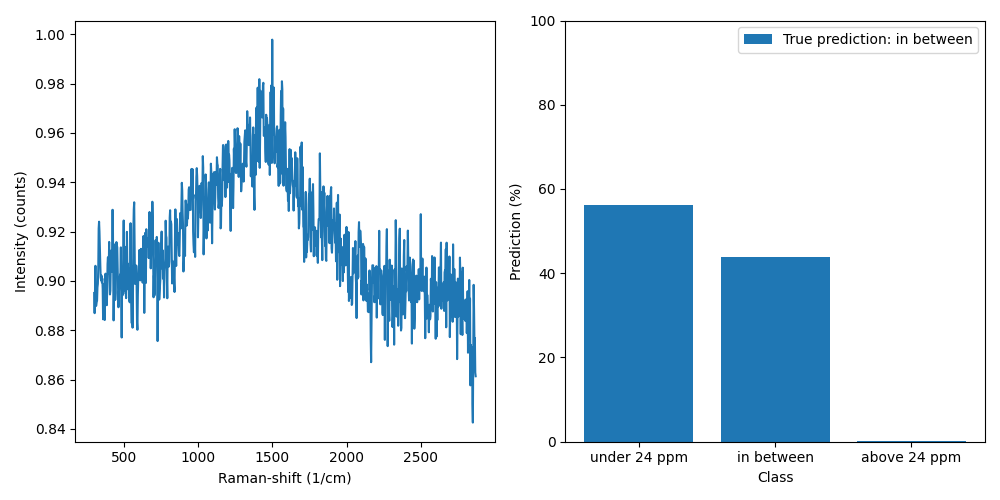 Intensity (counts)
1.00
0.98
0.96
0.94
0.92
0.90
0.88
0.86
0.84
500 1000 1500 2000 2500
Raman-shift (1/cm)
Prediction (%)
100
80
60
40
20
0
True prediction: in between
under 24 ppm in between above 24 ppm
Class